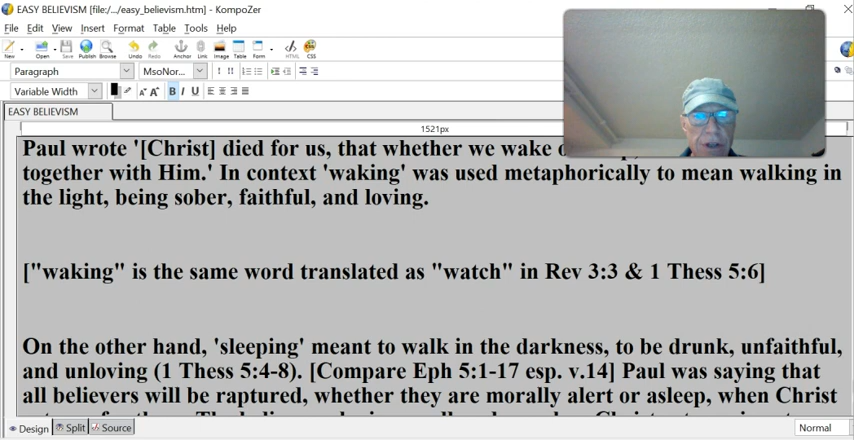 EASY BELIEVISM [file:/.../easy_believism.htm] - KompoZer
File Edit View Insert Format Table Tools Help
New Open Save Publish Browse Undo Redo Anchor Link Image Table Form HTML CSS
Paragraph MsoNor...
Variable Width B I U
EASY BELIEVISM
1521px
Paul wrote '[Christ] died for us, that whether we wake
together with Him.' In context 'waking' was used metaphorically to mean walking in
the light, being sober, faithful, and loving.
["waking" is the same word translated as "watch" in Rev 3:3 & 1 Thess 5:6]
On the other hand, 'sleeping' meant to walk in the darkness, to be drunk, unfaithful,
and unloving (1 Thess 5:4-8). [Compare Eph 5:1-17 esp. v.14] Paul was saying that
all believers will be raptured, whether they are morally alert or asleep, when Christ
Design Split Source Normal